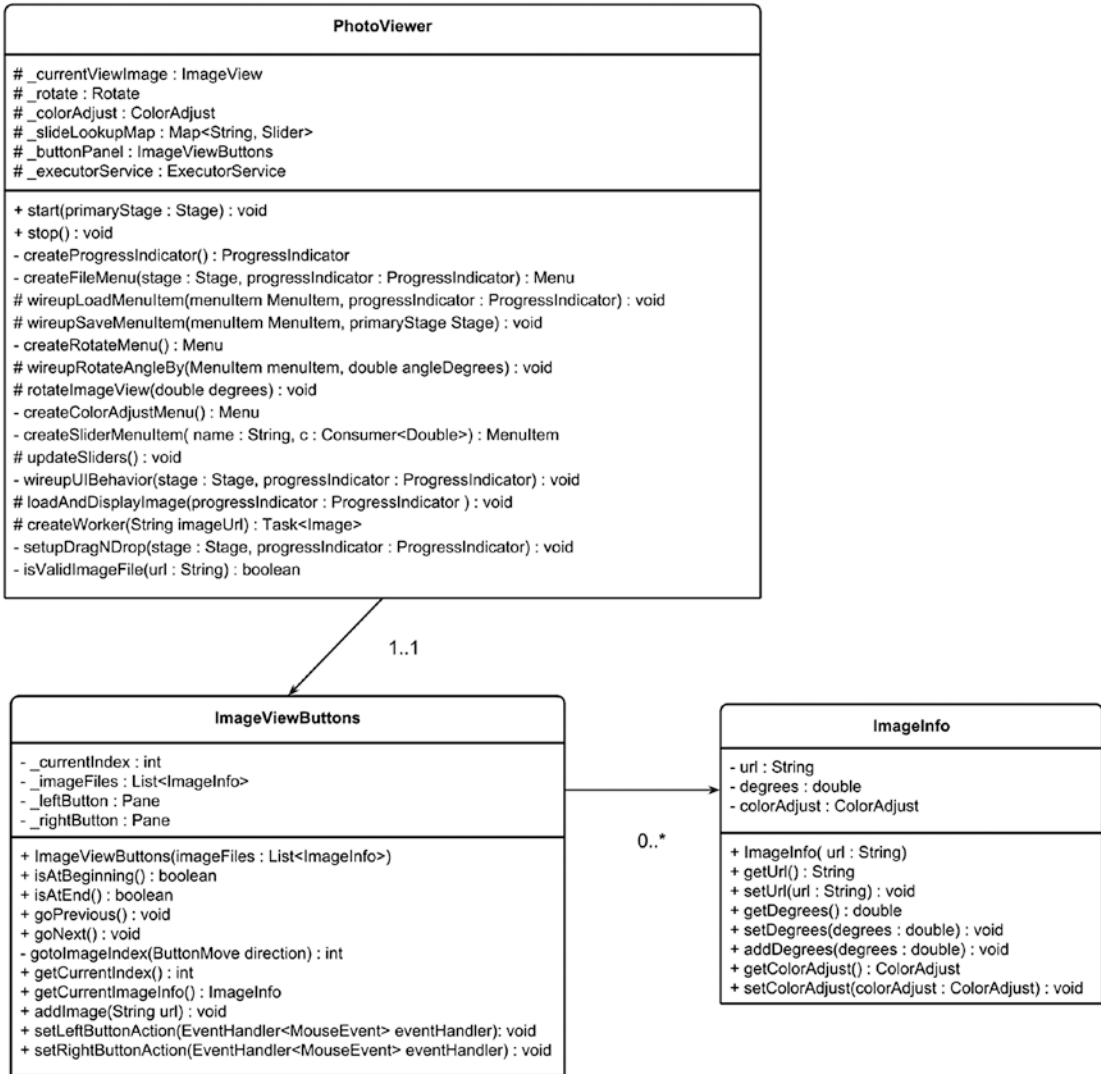 PhotoViewer
# _currentViewImage : ImageView
# _rotate : Rotate
# _colorAdjust : ColorAdjust
# _slideLookupMap : Map<String, Slider>
# _buttonPanel : ImageViewButtons
# _executorService : ExecutorService
+ start(primaryStage : Stage) : void
+ stop() : void
- createProgressIndicator() : ProgressIndicator
- createFileMenu(stage : Stage, progressIndicator : ProgressIndicator) : Menu
# wireupLoadMenuItem(menuItem MenuItem, progressIndicator : ProgressIndicator) : void
# wireupSaveMenuItem(menuItem MenuItem, primaryStage Stage) : void
- createRotateMenu() : Menu
# wireupRotateAngleBy(MenuItem menuItem, double angleDegrees) : void
# rotateImageView(double degrees) : void
- createColorAdjustMenu() : Menu
- createSliderMenuItem( name : String, c : Consumer<Double>) : MenuItem
# updateSliders() : void
- wireupUIBehavior(stage : Stage, progressIndicator : ProgressIndicator) : void
# loadAndDisplayImage(progressIndicator : ProgressIndicator ) : void
# createWorker(String imageUrl) : Task<Image>
- setupDragNDrop(stage : Stage, progressIndicator : ProgressIndicator) : void
- isValidImageFile(url : String) : boolean
1..1
ImageViewButtons
- _currentIndex : int
- _imageFiles : List<ImageInfo>
- _leftButton : Pane
- _rightButton : Pane
+ ImageViewButtons(imageFiles : List<ImageInfo>)
+ isAtBeginning() : boolean
+ isAtEnd() : boolean
+ goPrevious() : void
+ goNext() : void
- gotoImageIndex(ButtonMove direction) : int
+ getCurrentIndex() : int
+ getCurrentImageInfo() : ImageInfo
+ addImage(String url) : void
+ setLeftButtonAction(EventHandler<MouseEvent> eventHandler): void
+ setRightButtonAction(EventHandler<MouseEvent> eventHandler) : void
0..*
ImageInfo
- url : String
- degrees : double
- colorAdjust : ColorAdjust
+ ImageInfo( url : String)
+ getUrl() : String
+ setUrl(url : String) : void
+ getDegrees() : double
+ setDegrees(degrees : double) : void
+ addDegrees(degrees : double) : void
+ getColorAdjust() : ColorAdjust
+ setColorAdjust(colorAdjust : ColorAdjust) : void